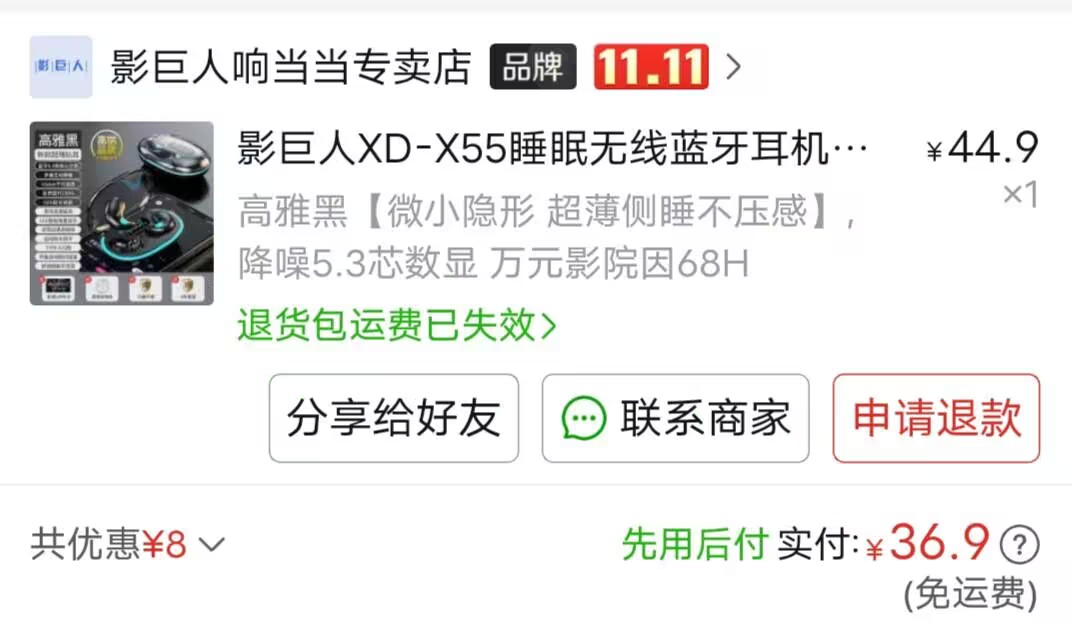 影巨人
影巨人响当当专卖店 品牌 11.11 >
高雅黑
影巨人XD-X55睡眠无线蓝牙耳机… ¥44.9
×1
高雅黑【微小隐形 超薄侧睡不压感】,
降噪5.3芯数显 万元影院因68H
退货包运费已失效>
分享给好友 联系商家 申请退款
共优惠¥8 先用后付 实付:¥36.9 ?
(免运费)